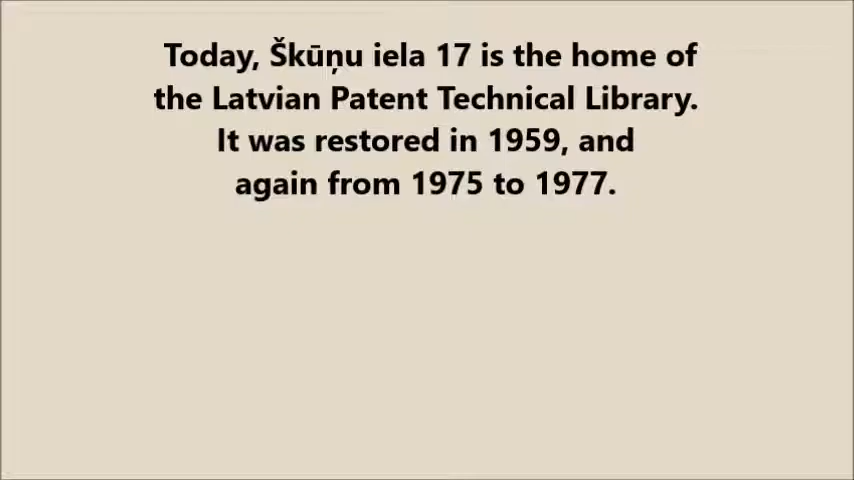 Today, Šķūņu iela 17 is the home of
the Latvian Patent Technical Library.
It was restored in 1959, and
again from 1975 to 1977.